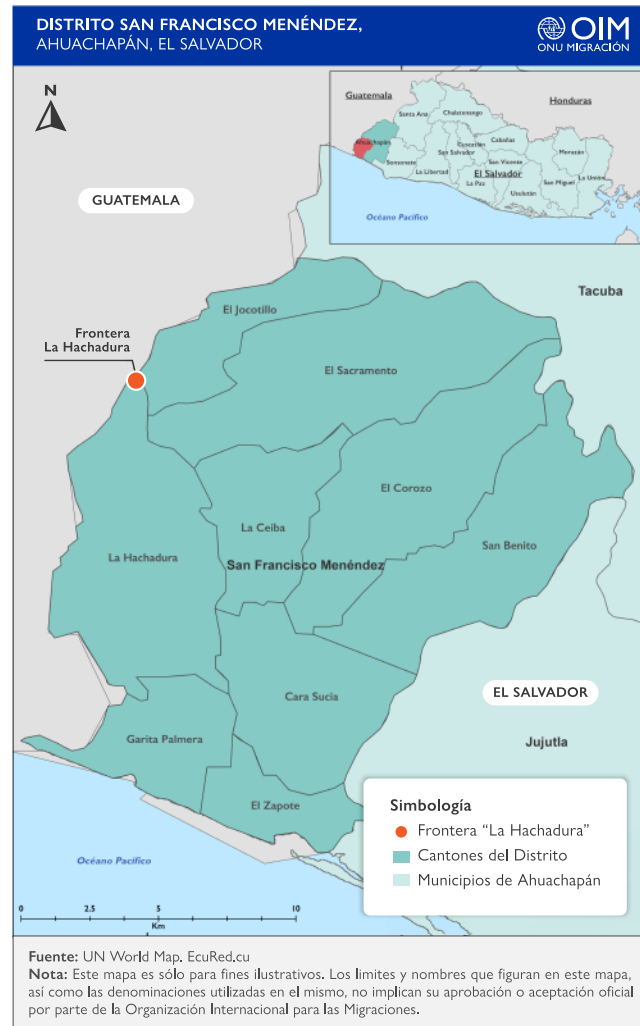 DISTRITO SAN FRANCISCO MENÉNDEZ,
AHUACHAPÁN, EL SALVADOR
OIM
ONU MIGRACIÓN
N
GUATEMALA
Guatemala
Honduras
Santa Ana
Chalatenango
Ahuachapán
Cuscatlán
Cabañas
San Salvador
Morazán
Sonsonate
San Vicente
La Libertad
El Salvador
La Paz
San Miguel
La Unión
Usulután
Océano Pacífico
Tacuba
El Jocotillo
Frontera
La Hachadura
El Sacramento
El Corozo
La Ceiba
San Benito
La Hachadura
San Francisco Menéndez
Cara Sucia
EL SALVADOR
Garita Palmera
Jujutla
El Zapote
Océano Pacífico
Simbología
Frontera “La Hachadura”
Cantones del Distrito
Municipios de Ahuachapán
0 2.5 5 10
Km
Fuente: UN World Map. EcuRed.cu
Nota: Este mapa es sólo para fines ilustrativos. Los limites y nombres que figuran en este mapa,
así como las denominaciones utilizadas en el mismo, no implican su aprobación o aceptación oficial
por parte de la Organización Internacional para las Migraciones.